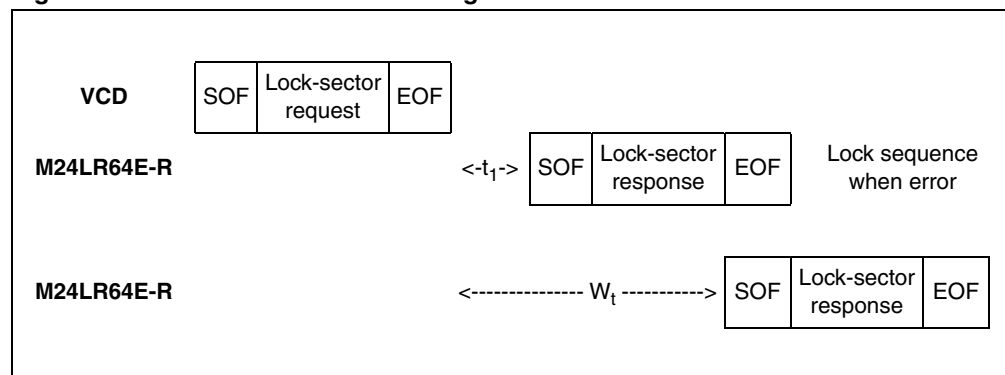 VCD SOF Lock-sector request EOF
M24LR64E-R <-t1-> SOF Lock-sector response EOF Lock sequence when error
M24LR64E-R <--------------- Wt -----------> SOF Lock-sector response EOF